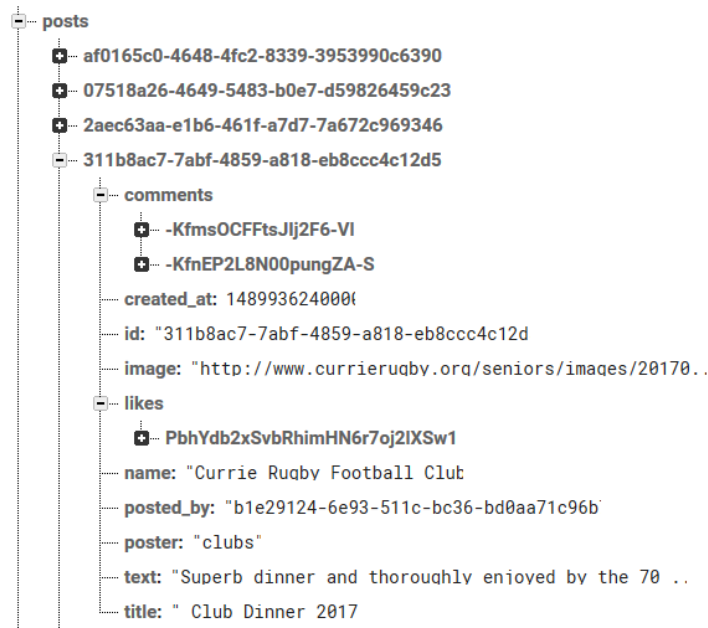 posts
af0165c0-4648-4fc2-8339-3953990c6390
07518a26-4649-5483-b0e7-d59826459c23
2aec63aa-e1b6-461f-a7d7-7a672c969346
311b8ac7-7abf-4859-a818-eb8ccc4c12d5
comments
-KfmsOCFFtsJIj2F6-VI
-KfnEP2L8N00pungZA-S
created_at: 1489936240000
id: "311b8ac7-7abf-4859-a818-eb8ccc4c12d
image: "http://www.currierugby.org/seniors/images/20170..
likes
PbhYdb2xSvbRhimHN6r7oj2lXSw1
name: "Currie Rugby Football Club
posted_by: "b1e29124-6e93-511c-bc36-bd0aa71c96b
poster: "clubs"
text: "Superb dinner and thoroughly enjoyed by the 70 ..
title: " Club Dinner 2017